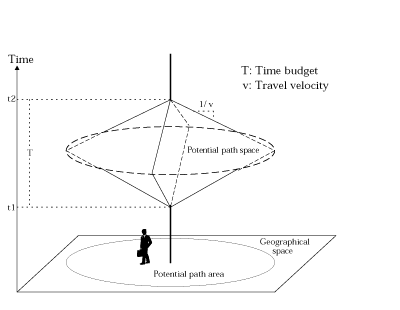 Time
T: Time budget
v: Travel velocity
t2
1/ v
T
Potential path space
t1
Geographical
space
Potential path area